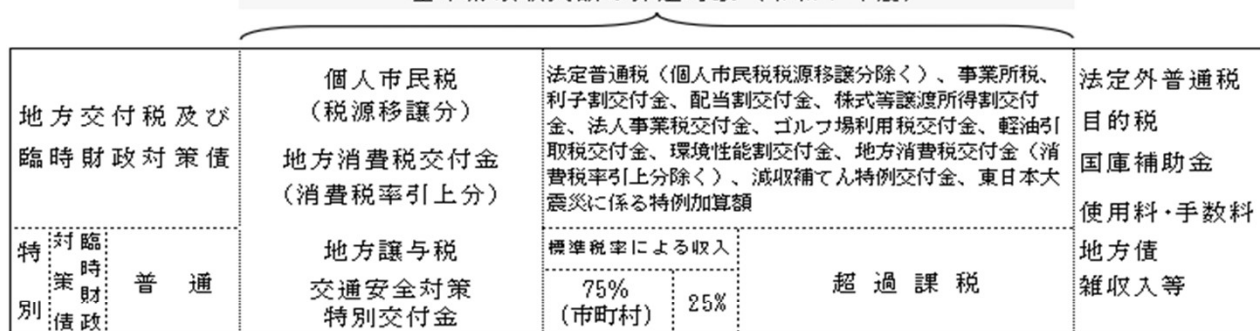 地方交付税及び
臨時財政対策債
個人市民税
（税源移譲分）
地方消費税交付金
（消費税率引上分）
法定普通税（個人市民税税源移譲分除く）、事業所税、
利子割交付金、配当割交付金、株式等譲渡所得割交付
金、法人事業税交付金、ゴルフ場利用税交付金、軽油引
取税交付金、環境性能割交付金、地方消費税交付金（消
費税率引上分除く）、減収補てん特例交付金、東日本大
震災に係る特例加算額
法定外普通税
目的税
国庫補助金
使用料・手数料
地方債
雑収入等
特別
臨時財政
対策債
普通
地方譲与税
交通安全対策
特別交付金
標準税率による収入
75%
（市町村）
25%
超過課税